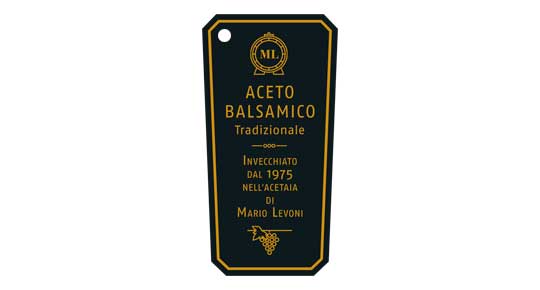 ML
ACETO
BALSAMICO
Tradizionale
INVECCHIATO
DAL 1975
NELL'ACETAIA
DI
MARIO LEVONI